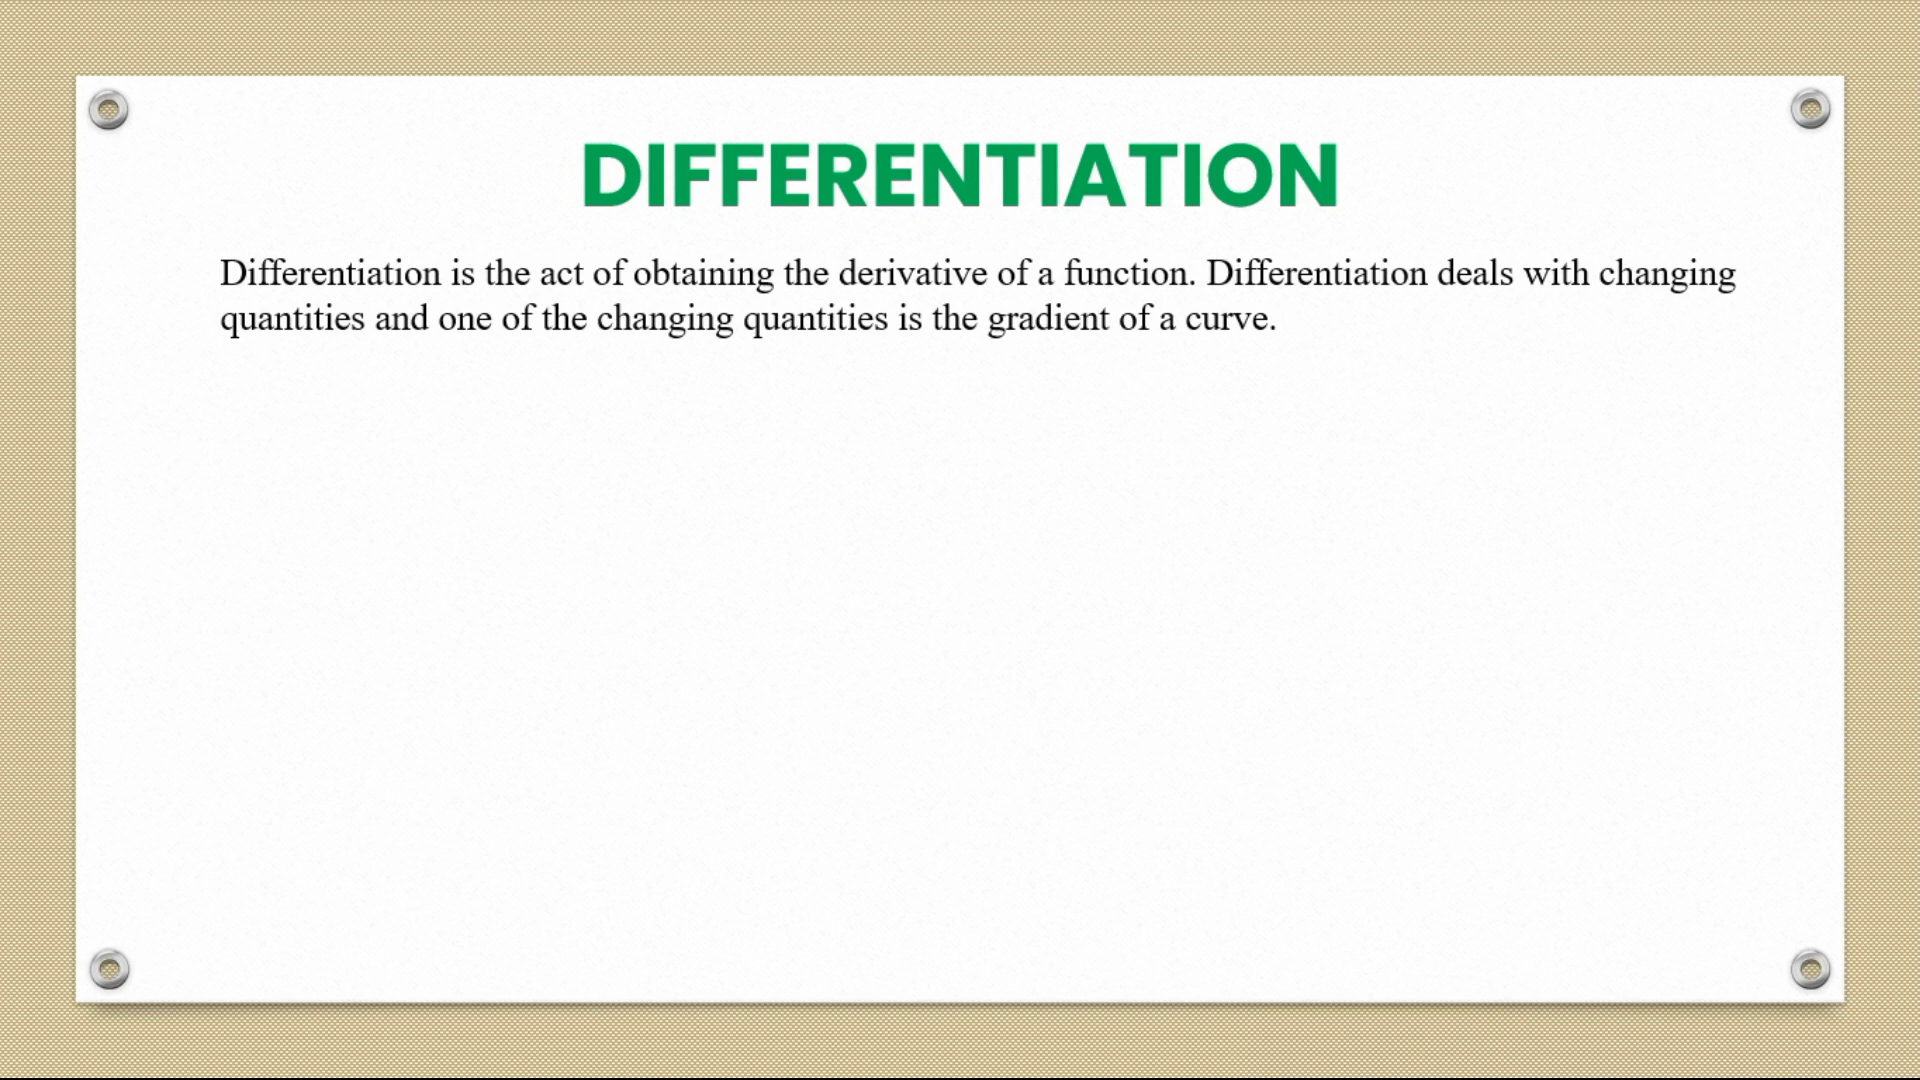 DIFFERENTIATION
Differentiation is the act of obtaining the derivative of a function. Differentiation deals with changing
quantities and one of the changing quantities is the gradient of a curve.